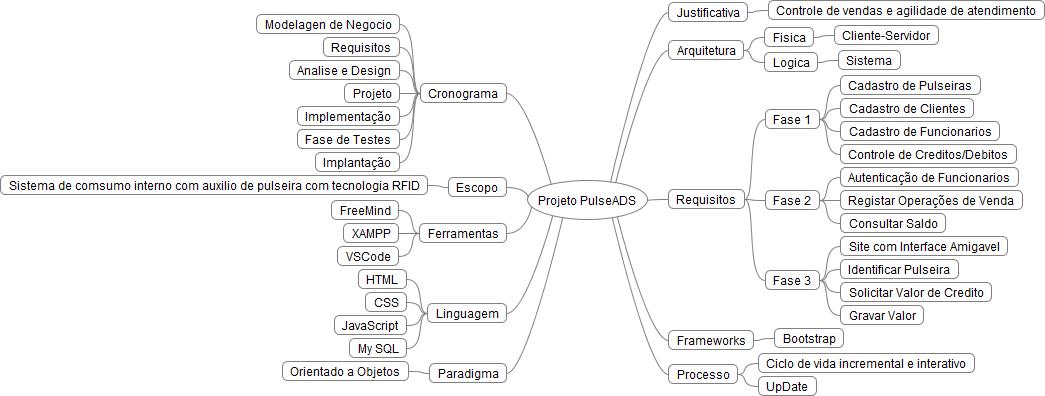 Projeto PulseADS
Cronograma
Modelagen de Negocio
Requisitos
Analise e Design
Projeto
Implementação
Fase de Testes
Implantação
Escopo
Sistema de comsumo interno com auxilio de pulseira com tecnologia RFID
Ferramentas
FreeMind
XAMPP
VSCode
Linguagem
HTML
CSS
JavaScript
My SQL
Paradigma
Orientado a Objetos
Justificativa
Controle de vendas e agilidade de atendimento
Arquitetura
Fisica
Cliente-Servidor
Logica
Sistema
Requisitos
Fase 1
Cadastro de Pulseiras
Cadastro de Clientes
Cadastro de Funcionarios
Controle de Creditos/Debitos
Fase 2
Autenticação de Funcionarios
Registar Operações de Venda
Consultar Saldo
Fase 3
Site com Interface Amigavel
Identificar Pulseira
Solicitar Valor de Credito
Gravar Valor
Frameworks
Bootstrap
Processo
Ciclo de vida incremental e interativo
UpDate